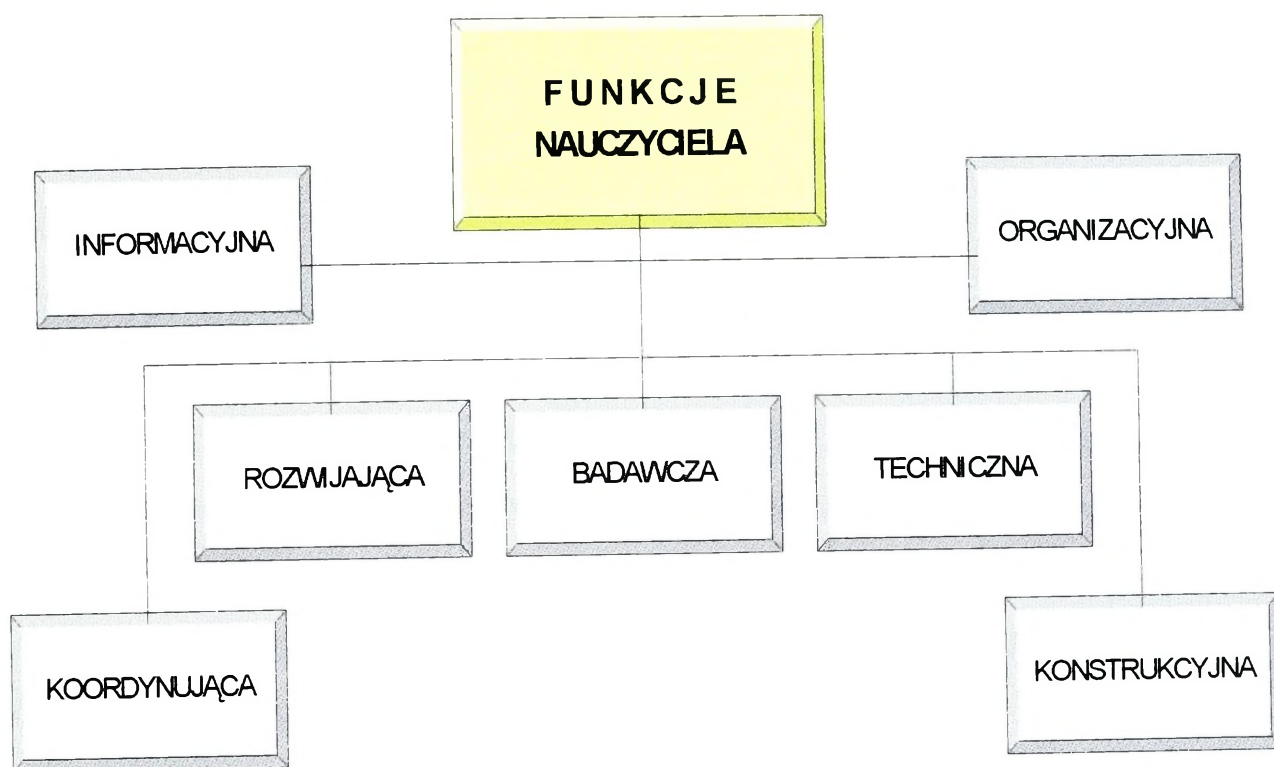 FUNKCJE
NAUCZYCIELA
INFORMACYJNA
ORGANIZACYJNA
ROZWIJAJĄCA
BADAWCZA
TECHNICZNA
KOORDYNUJĄCA
KONSTRUKCYJNA